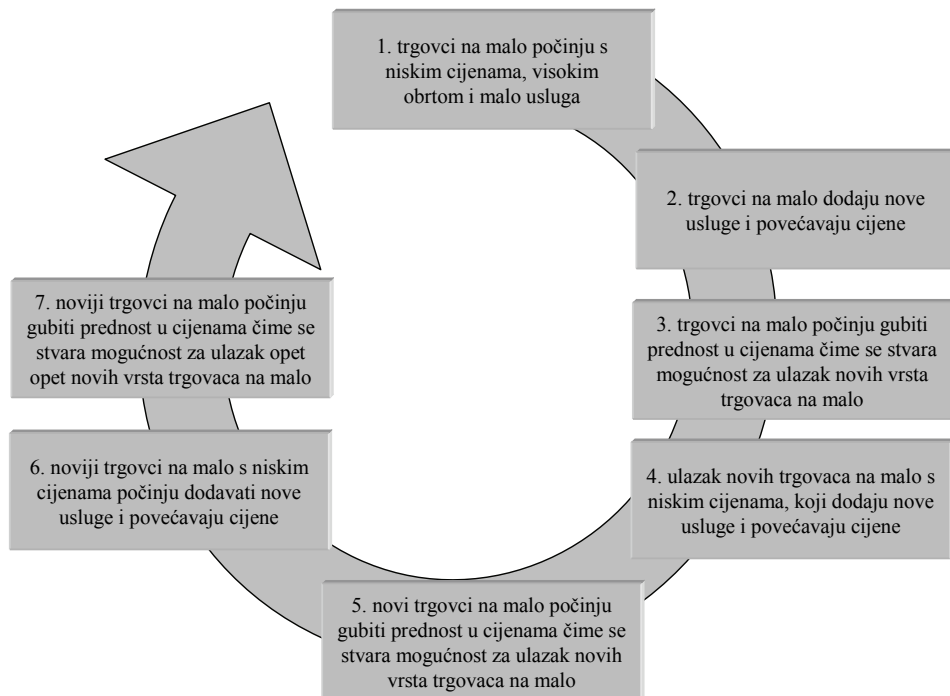 1. trgovci na malo počinju s
niskim cijenama, visokim
obrtom i malo usluga
2. trgovci na malo dodaju nove
usluge i povećavaju cijene
3. trgovci na malo počinju gubiti
prednost u cijenama čime se stvara
mogućnost za ulazak novih vrsta
trgovaca na malo
4. ulazak novih trgovaca na malo s
niskim cijenama, koji dodaju nove
usluge i povećavaju cijene
5. novi trgovci na malo počinju
gubiti prednost u cijenama čime se
stvara mogućnost za ulazak novih
vrsta trgovaca na malo
6. noviji trgovci na malo s niskim
cijenama počinju dodavati nove
usluge i povećavaju cijene
7. noviji trgovci na malo počinju
gubiti prednost u cijenama čime se
stvara mogućnost za ulazak opet
opet novih vrsta trgovaca na malo